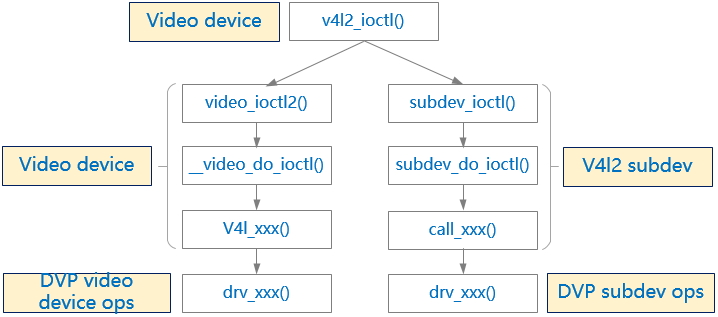 Video device
v4l2_ioctl()
video_ioctl2()
subdev_ioctl()
Video device
__video_do_ioctl()
subdev_do_ioctl()
V4l2 subdev
V4l_xxx()
call_xxx()
DVP video
device ops
drv_xxx()
drv_xxx()
DVP subdev ops